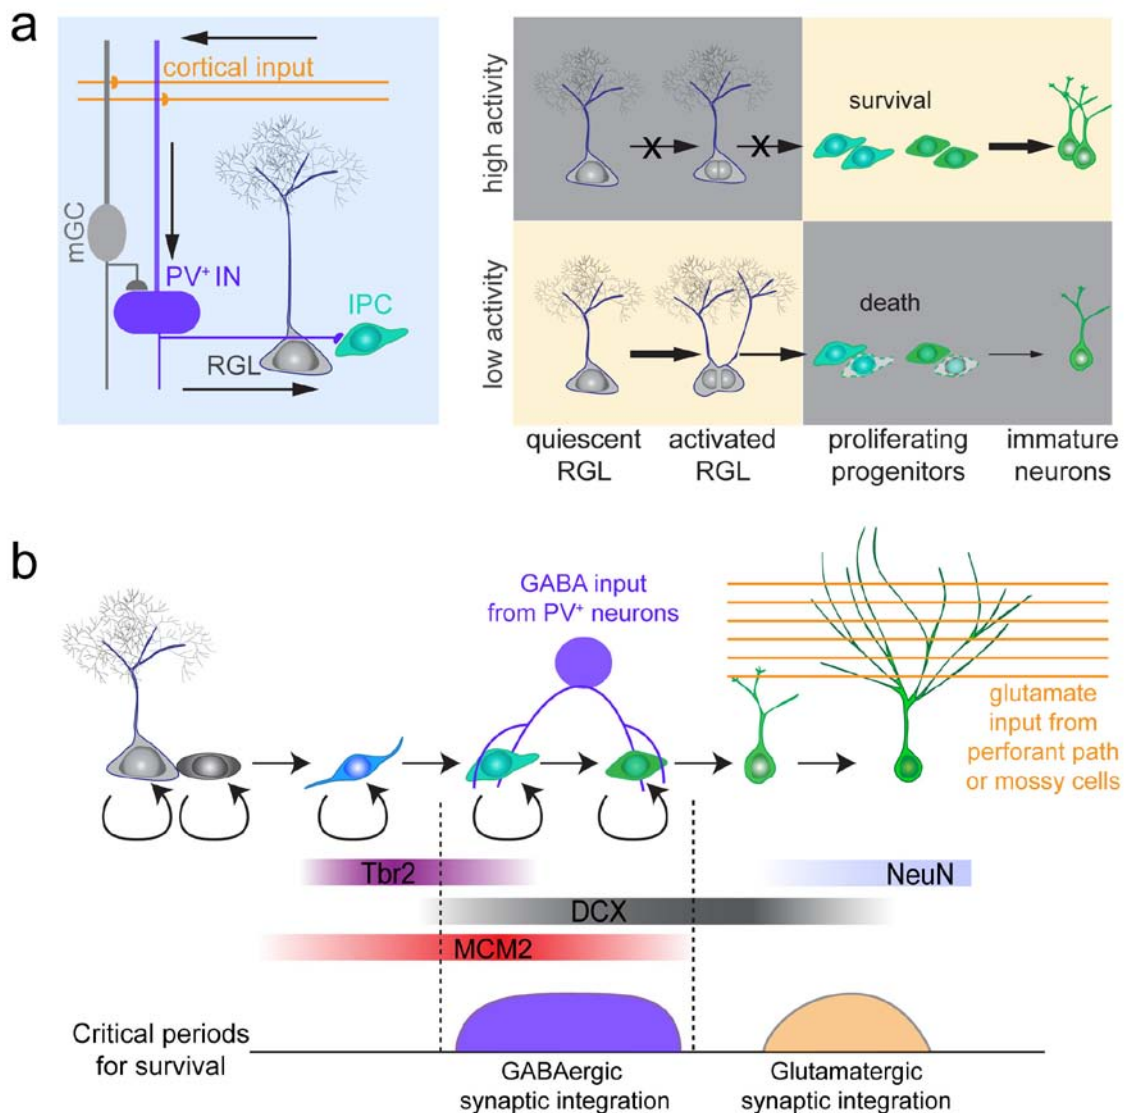 a
cortical input
mGC
PV⁺ IN
IPC
RGL
high activity
survival
low activity
death
quiescent
RGL
activated
RGL
proliferating
progenitors
immature
neurons
b
GABA input
from PV⁺ neurons
glutamate
input from
perforant path
or mossy cells
Tbr2
NeuN
DCX
MCM2
Critical periods
for survival
GABAergic
synaptic integration
Glutamatergic
synaptic integration